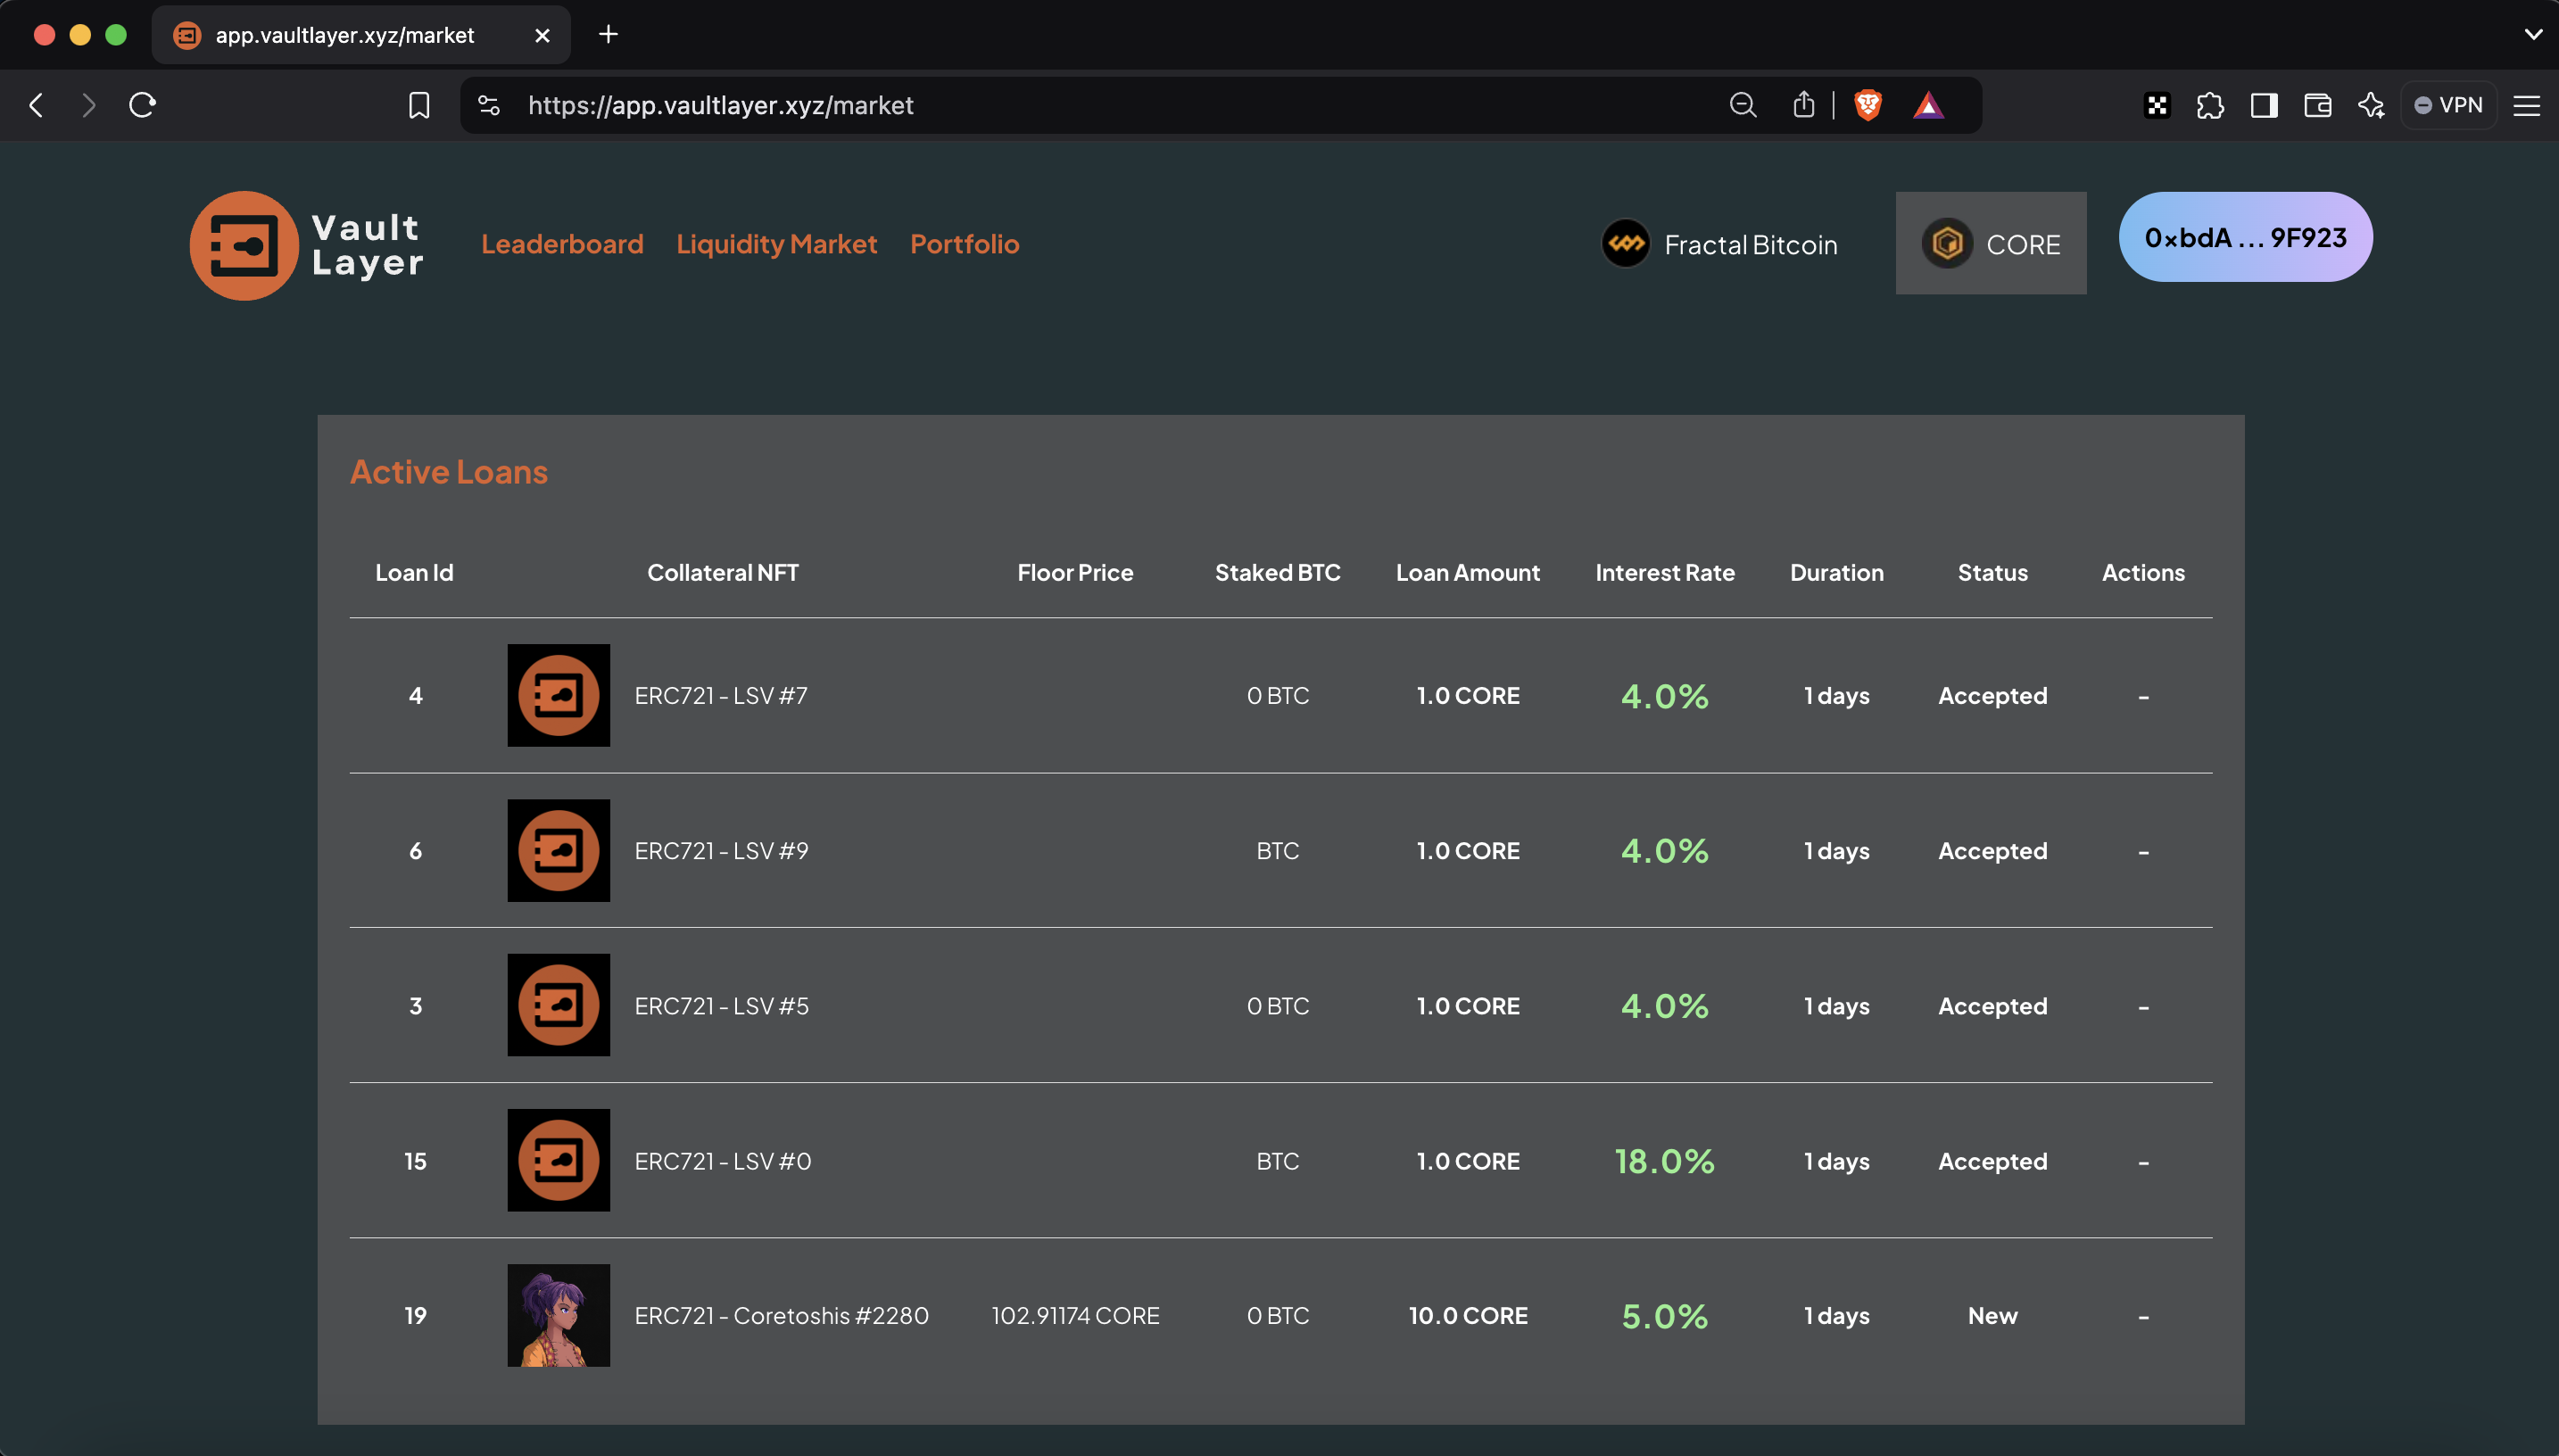 app.vaultlayer.xyz/market
https://app.vaultlayer.xyz/market
VPN
Vault
Layer
Leaderboard Liquidity Market Portfolio
Fractal Bitcoin CORE 0xbdA ... 9F923
Active Loans
Loan Id Collateral NFT Floor Price Staked BTC Loan Amount Interest Rate Duration Status Actions
4 ERC721 - LSV #7 0 BTC 1.0 CORE 4.0% 1 days Accepted -
6 ERC721 - LSV #9 BTC 1.0 CORE 4.0% 1 days Accepted -
3 ERC721 - LSV #5 0 BTC 1.0 CORE 4.0% 1 days Accepted -
15 ERC721 - LSV #0 BTC 1.0 CORE 18.0% 1 days Accepted -
19 ERC721 - Coretoshis #2280 102.91174 CORE 0 BTC 10.0 CORE 5.0% 1 days New -